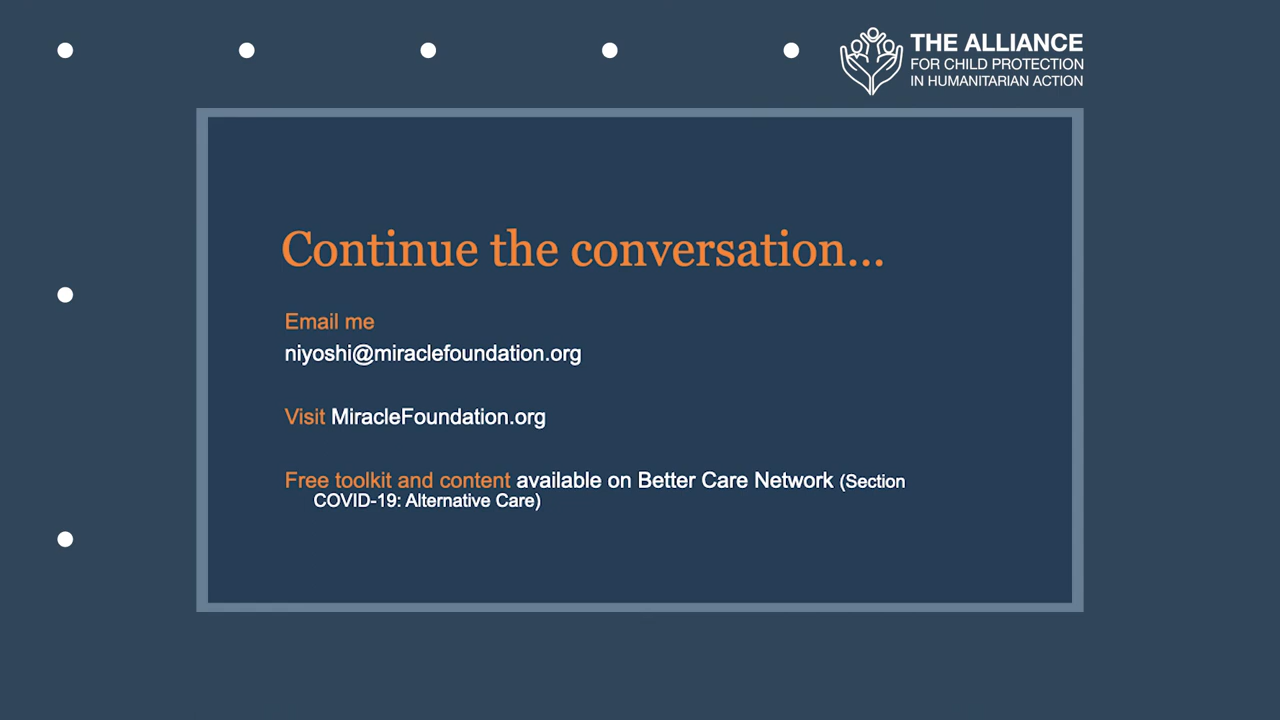 THE ALLIANCE
FOR CHILD PROTECTION
IN HUMANITARIAN ACTION
Continue the conversation...
Email me
niyoshi@miraclefoundation.org
Visit MiracleFoundation.org
Free toolkit and content available on Better Care Network (Section
COVID-19: Alternative Care)